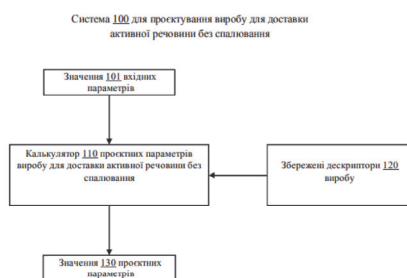 Система 100 для проєктування виробу для доставки
активної речовини без спалювання
Значення 101 вхідних
параметрів
Калькулятор 110 проєктних параметрів
виробу для доставки активної речовини без
спалювання
Збережені дескриптори 120
виробу
Значення 130 проєктних
параметрів